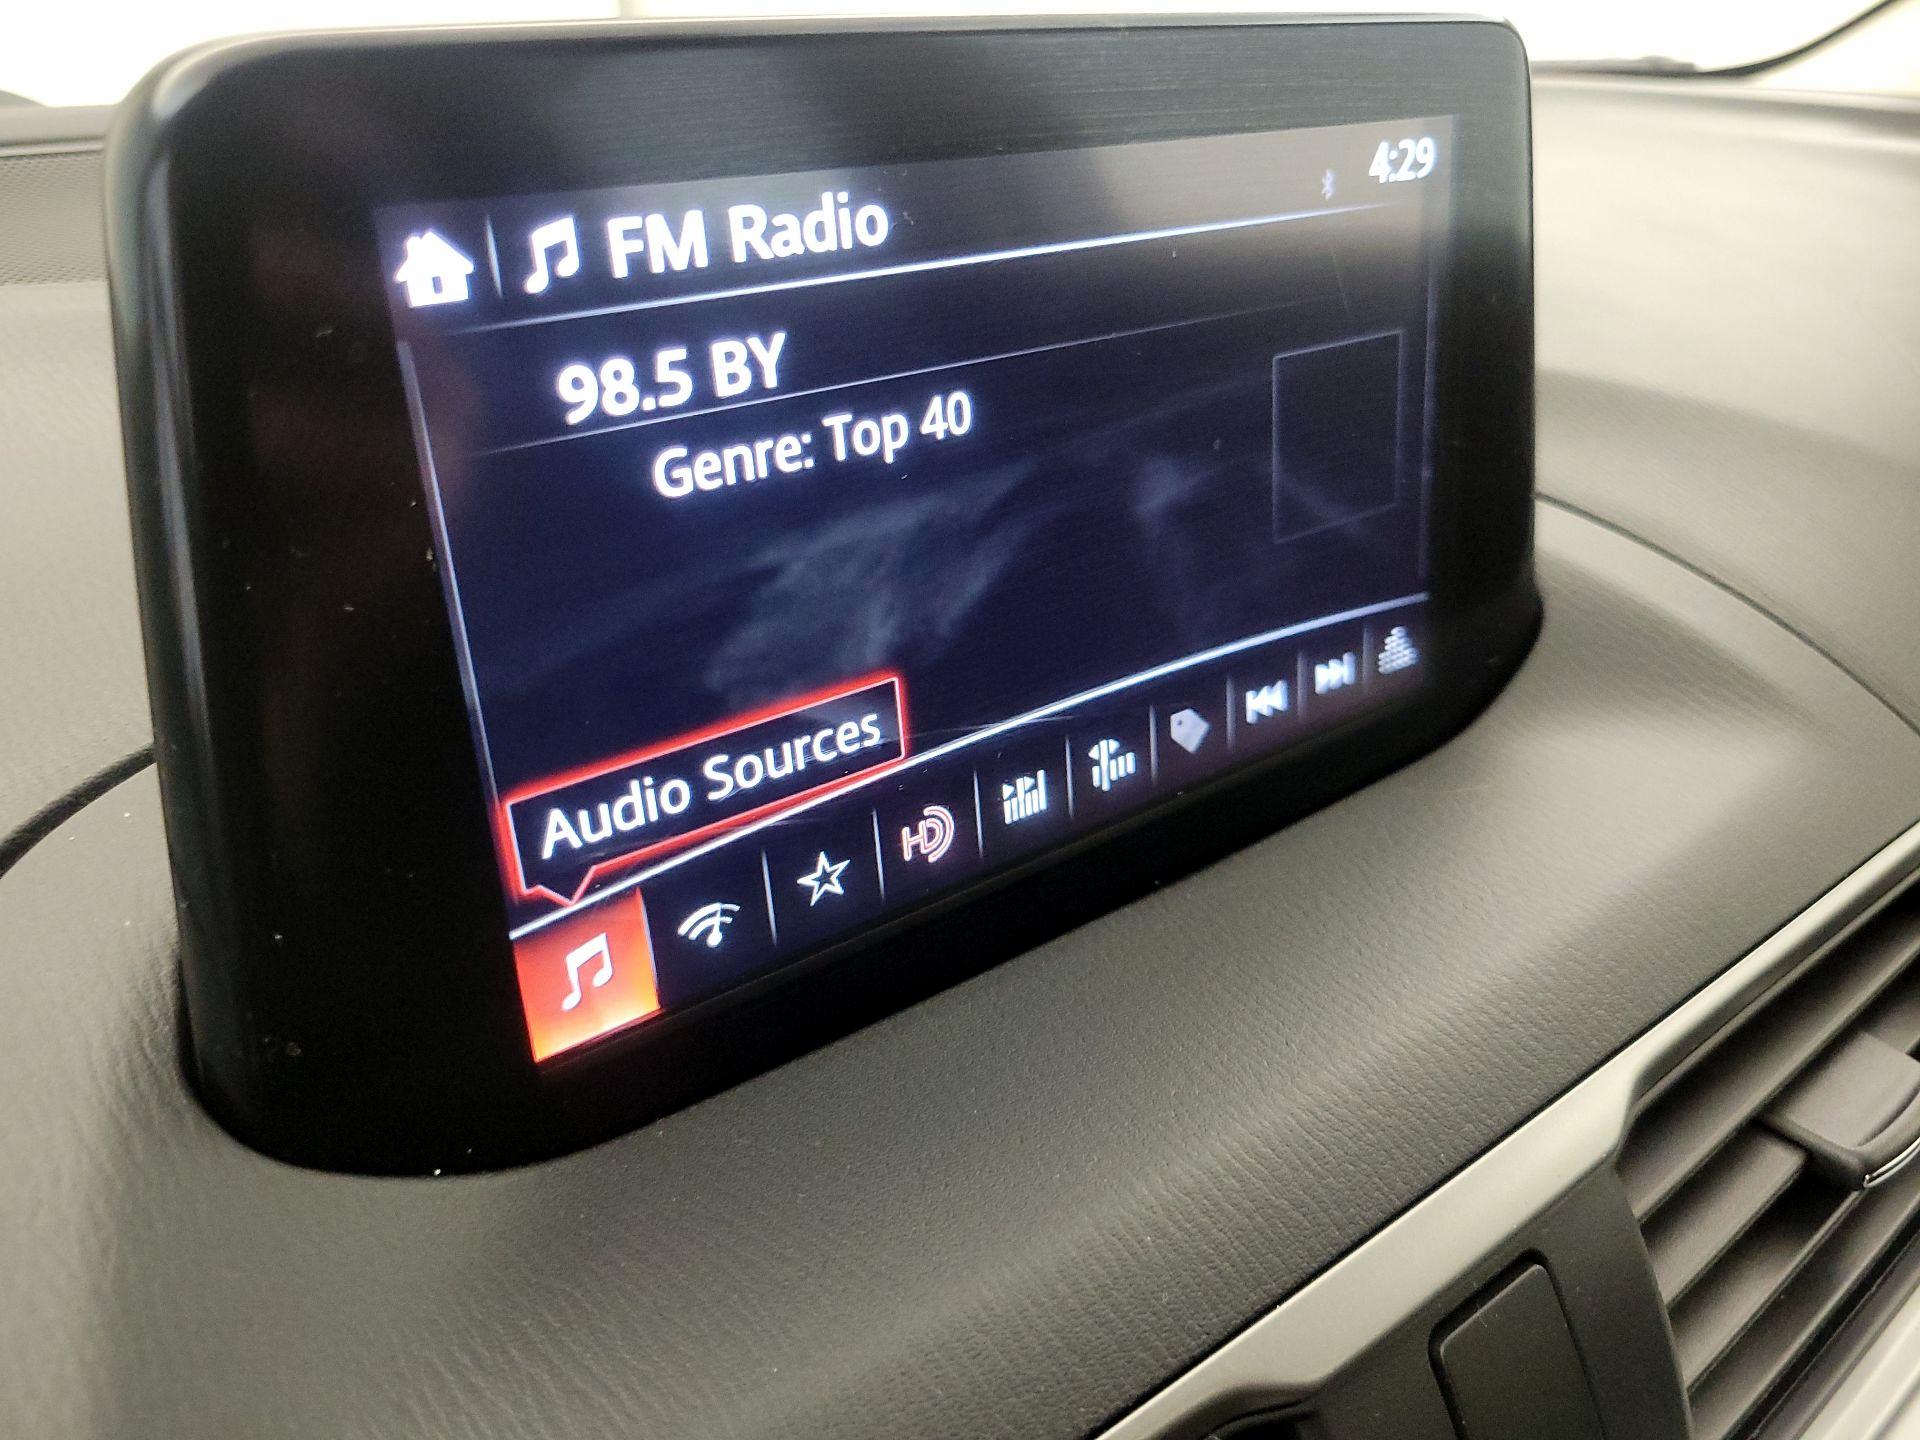 FM Radio
4:29
98.5 BY
Genre: Top 40
Audio Sources
HD